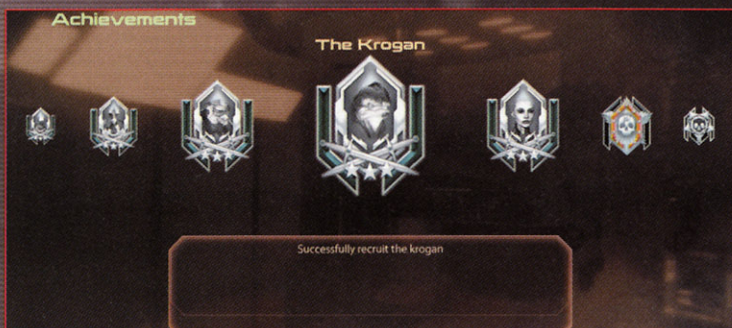 Achievements
The Krogan
Successfully recruit the krogan